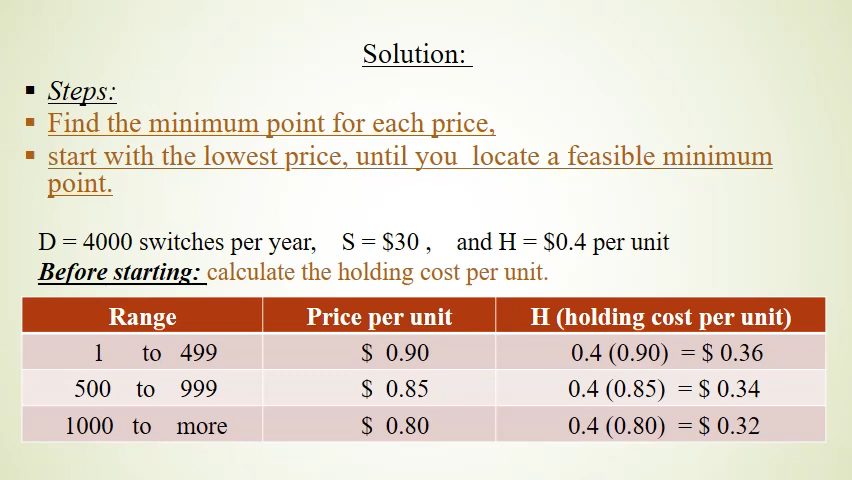 Solution:
▪ Steps:
▪ Find the minimum point for each price,
▪ start with the lowest price, until you locate a feasible minimum
point.
D = 4000 switches per year, S = $30 , and H = $0.4 per unit
Before starting: calculate the holding cost per unit.
Range Price per unit H (holding cost per unit)
1 to 499 $ 0.90 0.4 (0.90) = $ 0.36
500 to 999 $ 0.85 0.4 (0.85) = $ 0.34
1000 to more $ 0.80 0.4 (0.80) = $ 0.32